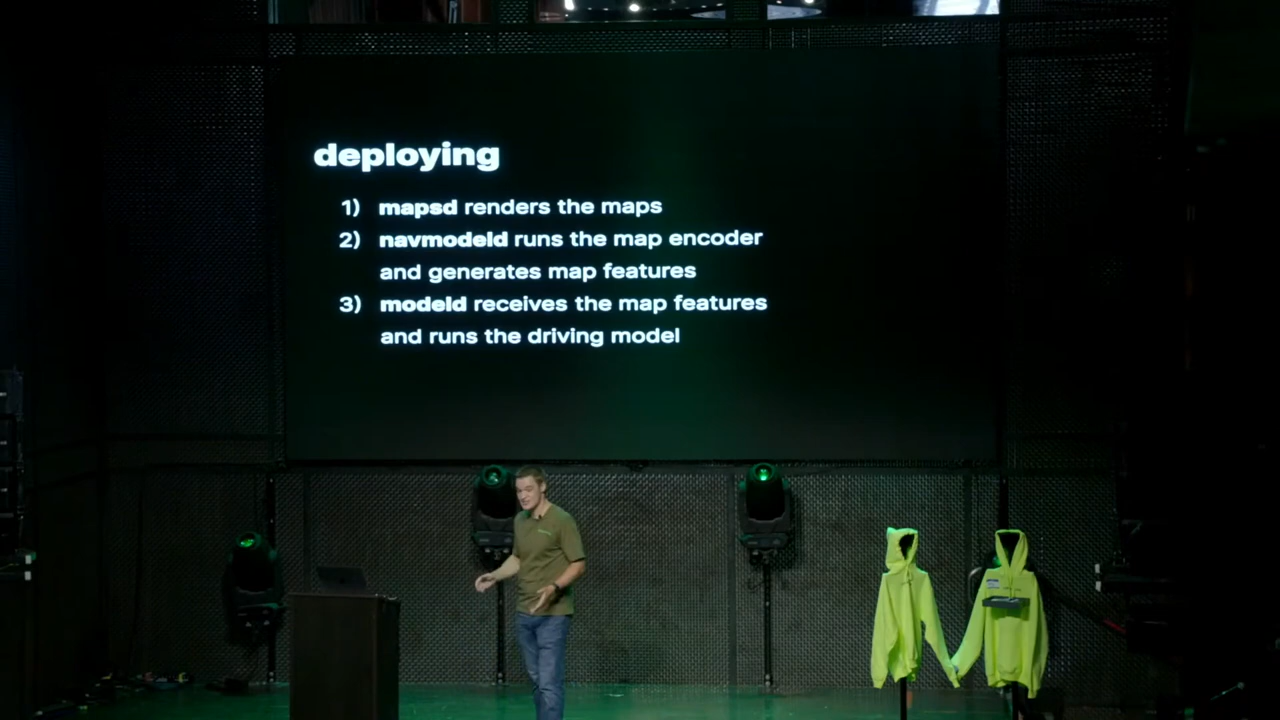 deploying
1) mapsd renders the maps
2) navmodeld runs the map encoder
and generates map features
3) modeld receives the map features
and runs the driving model